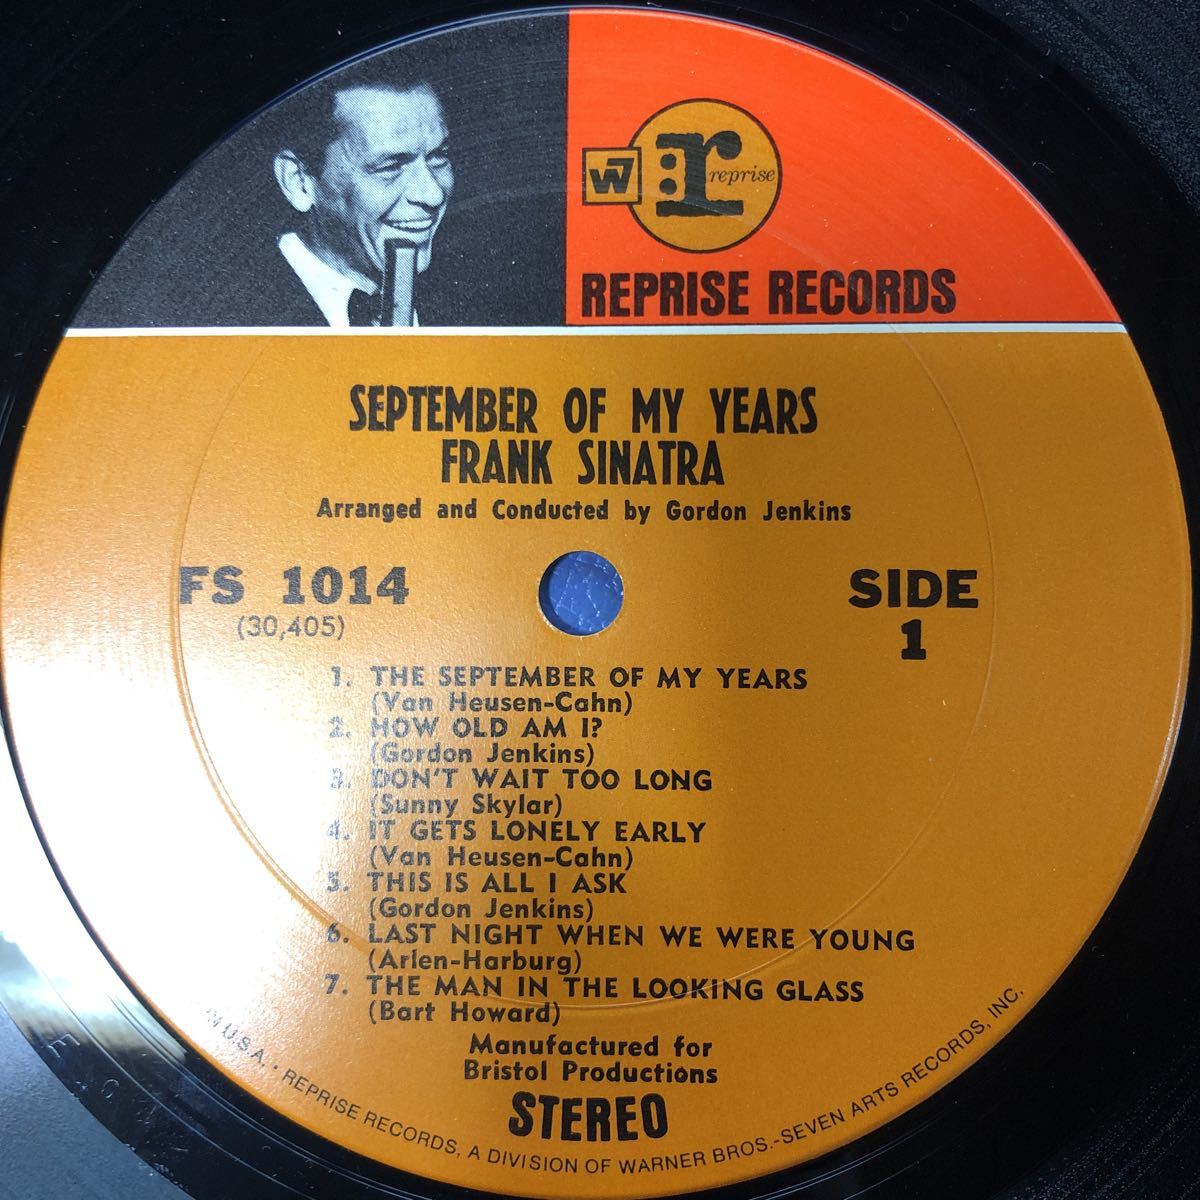 W7
r:
reprise
REPRISE RECORDS
SEPTEMBER OF MY YEARS
FRANK SINATRA
Arranged and Conducted by Gordon Jenkins
FS 1014
(30,405)
SIDE
1
1. THE SEPTEMBER OF MY YEARS
(Van Heusen-Cahn)
2. HOW OLD AM I?
(Gordon Jenkins)
3. DON'T WAIT TOO LONG
(Sunny Skylar)
4. IT GETS LONELY EARLY
(Van Heusen-Cahn)
5. THIS IS ALL I ASK
(Gordon Jenkins)
6. LAST NIGHT WHEN WE WERE YOUNG
(Arlen-Harburg)
7. THE MAN IN THE LOOKING GLASS
(Bart Howard)
Manufactured for
Bristol Productions
STEREO
U.S.A. • REPRISE RECORDS, A DIVISION OF WARNER BROS.-SEVEN ARTS RECORDS, INC.